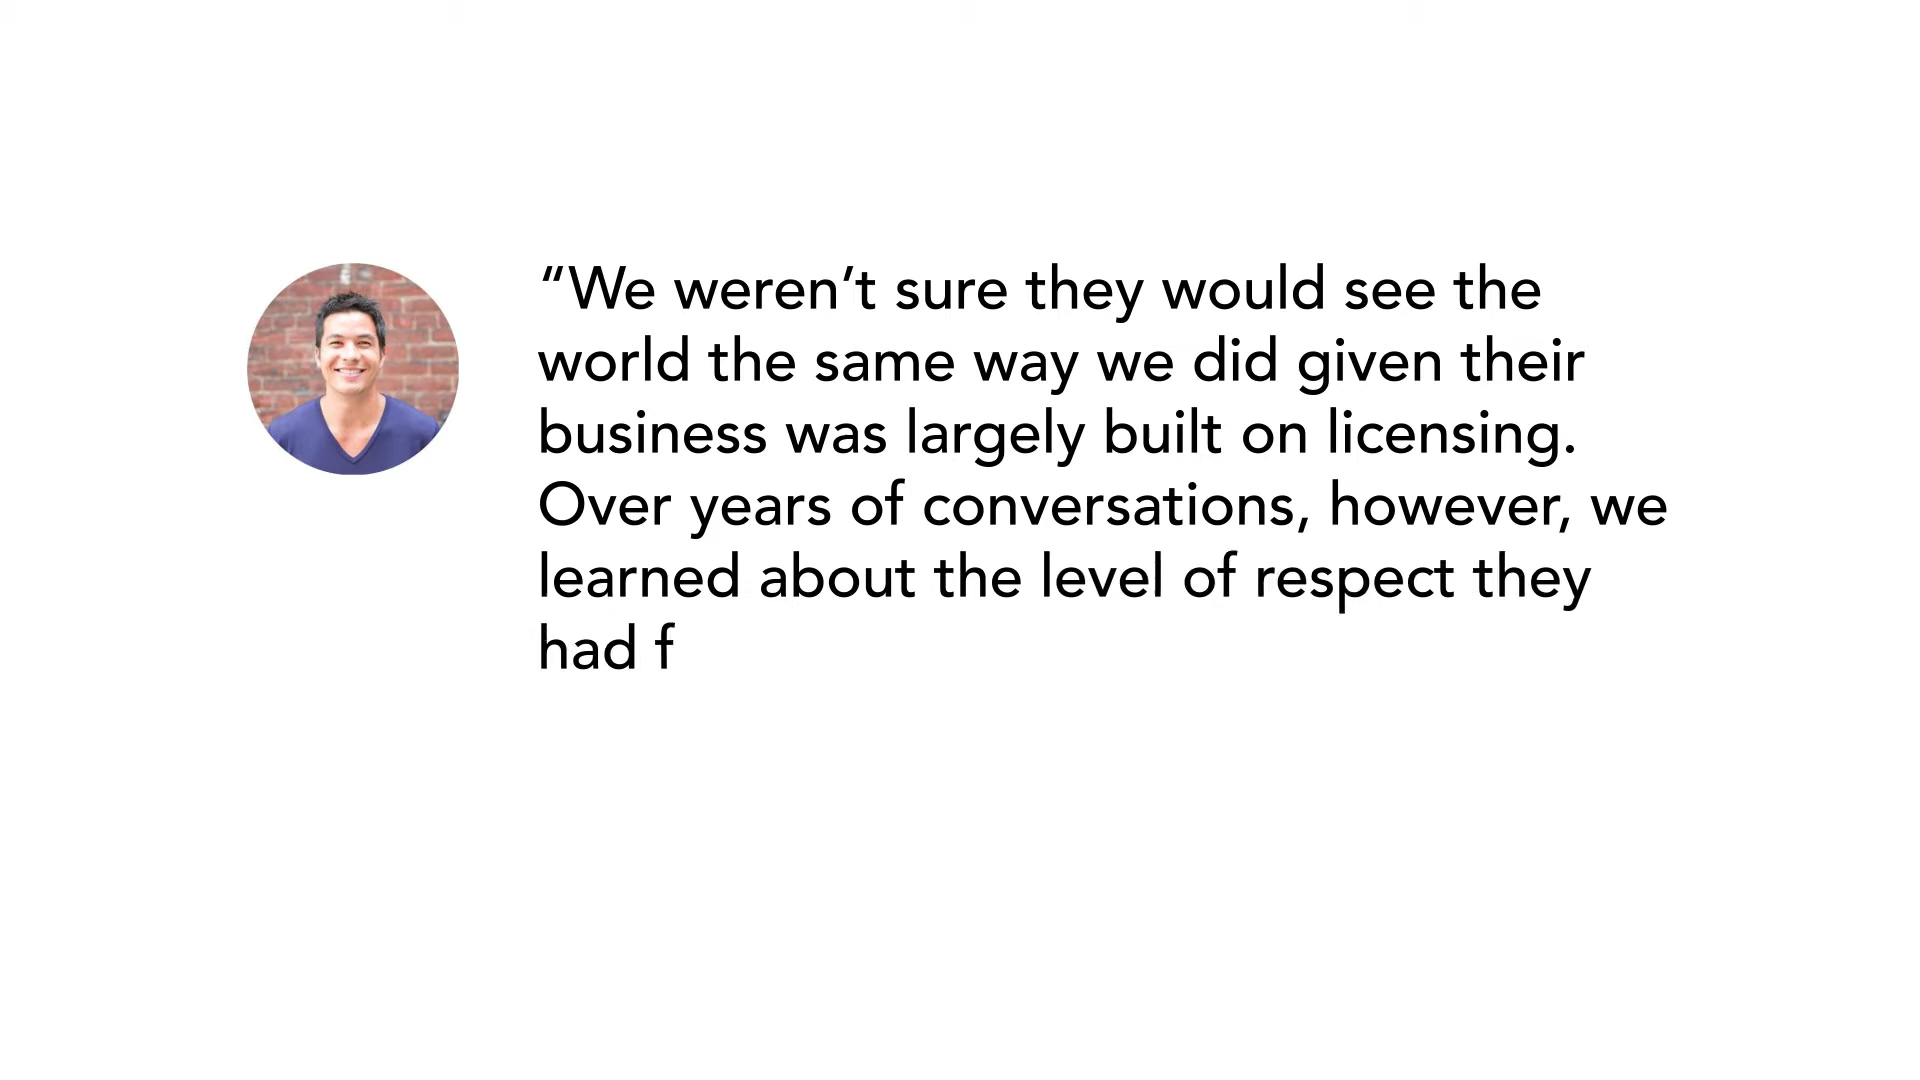 “We weren’t sure they would see the
world the same way we did given their
business was largely built on licensing.
Over years of conversations, however, we
learned about the level of respect they
had f